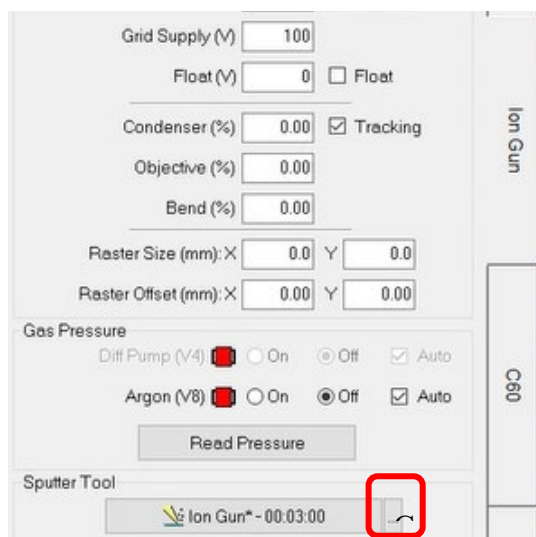 Grid Supply (V) 100
Float (V) 0 Float
Condenser (%) 0.00 Tracking
Objective (%) 0.00
Bend (%) 0.00
Raster Size (mm): X 0.0 Y 0.0
Raster Offset (mm): X 0.00 Y 0.00
Gas Pressure
Diff Pump (V4) On Off Auto
Argon (V8) On Off Auto
Read Pressure
Sputter Tool
Ion Gun* - 00:03:00
Ion Gun
C60